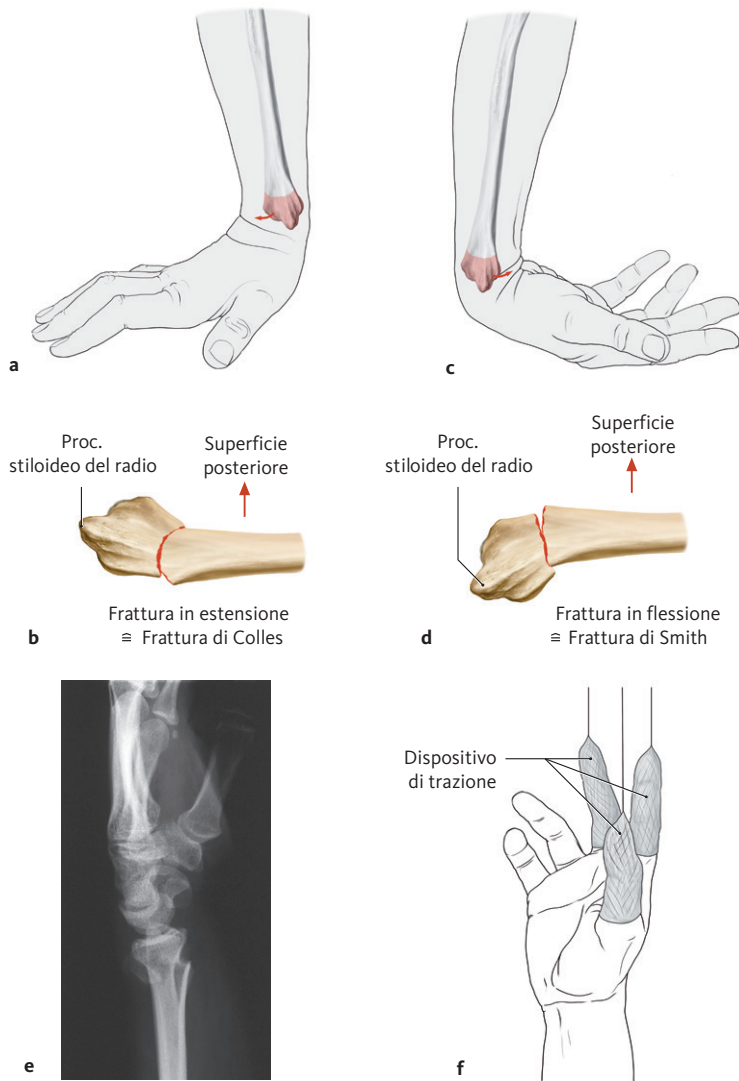 a
c
Proc.
stiloideo del radio
Superficie
posteriore
Proc.
stiloideo del radio
Superficie
posteriore
b
Frattura in estensione
≅ Frattura di Colles
d
Frattura in flessione
≅ Frattura di Smith
Dispositivo
di trazione
e
f